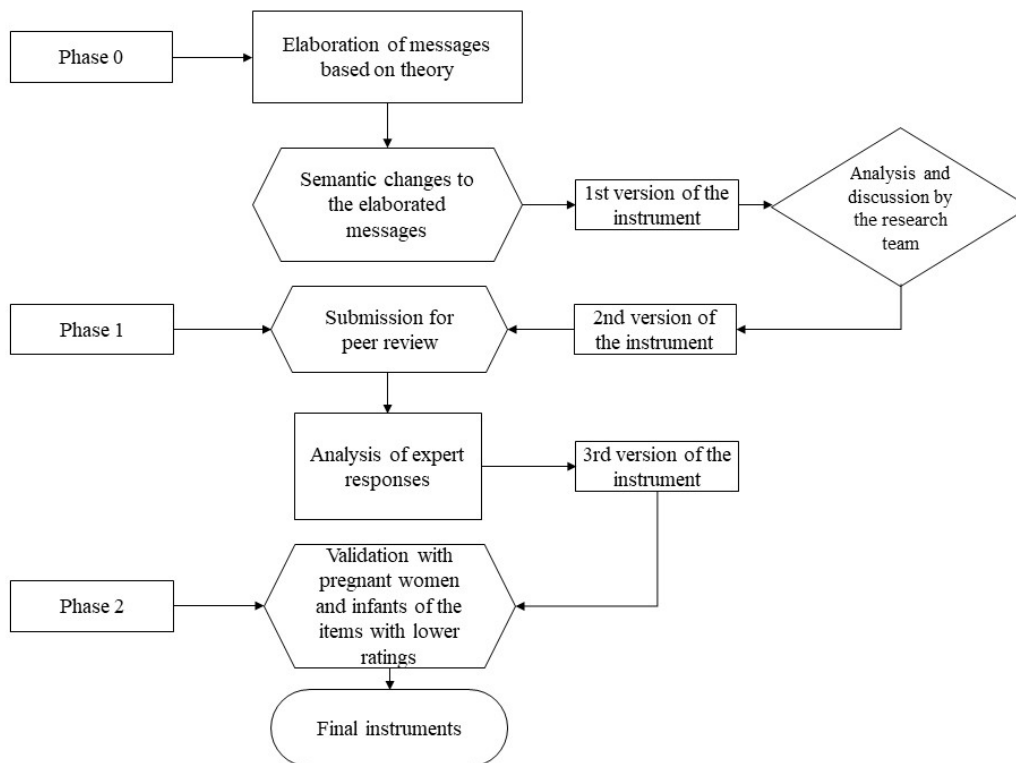 Phase 0
Elaboration of messages
based on theory
Semantic changes to
the elaborated
messages
1st version of the
instrument
Analysis and
discussion by
the research
team
Phase 1
Submission for
peer review
2nd version of
the instrument
Analysis of expert
responses
3rd version of the
instrument
Phase 2
Validation with
pregnant women
and infants of the
items with lower
ratings
Final instruments